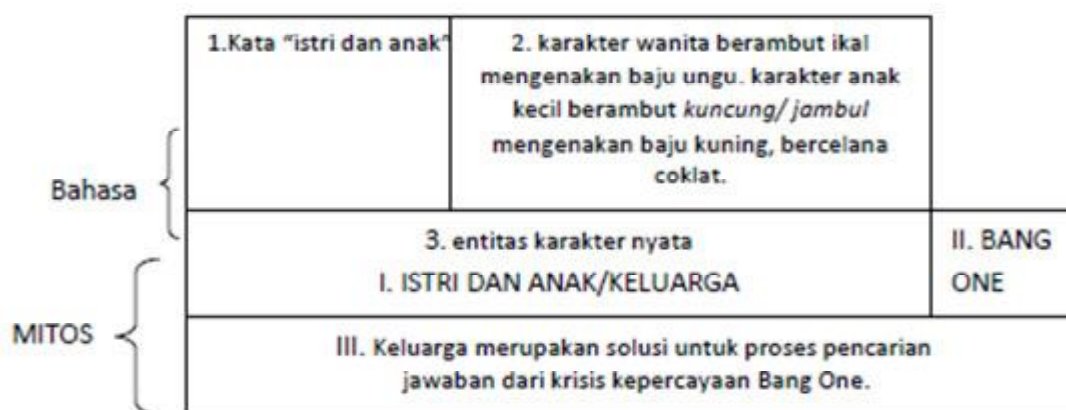 1.Kata "istri dan anak"
2. karakter wanita berambut ikal
mengenakan baju ungu. karakter anak
kecil berambut kuncung/ jambul
mengenakan baju kuning, bercelana
coklat.
Bahasa
3. entitas karakter nyata
I. ISTRI DAN ANAK/KELUARGA
II. BANG
ONE
MITOS
III. Keluarga merupakan solusi untuk proses pencarian
jawaban dari krisis kepercayaan Bang One.